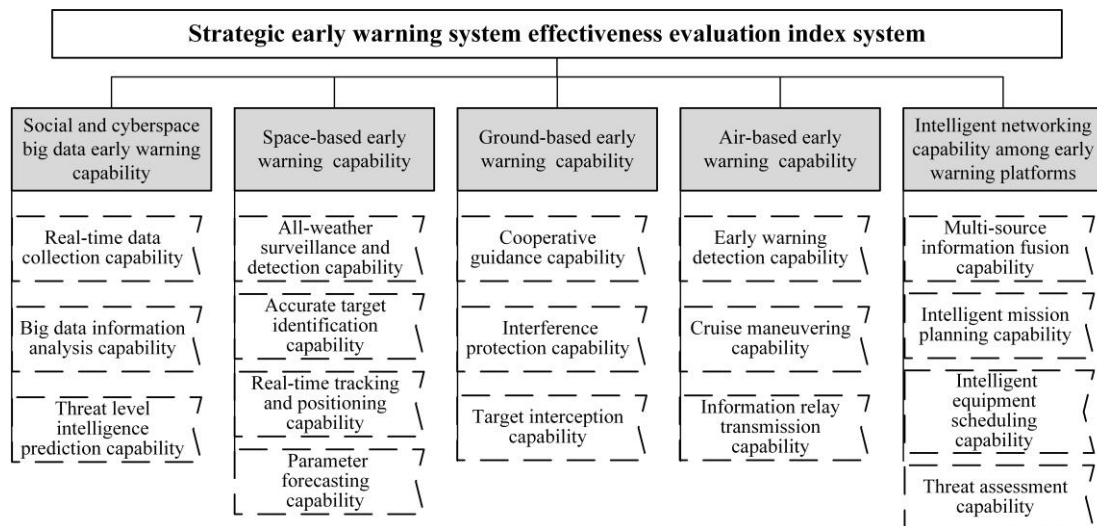 Strategic early warning system effectiveness evaluation index system
Social and cyberspace
big data early warning
capability
Real-time data
collection capability
Big data information
analysis capability
Threat level
intelligence
prediction capability
Space-based early
warning capability
All-weather
surveillance and
detection capability
Accurate target
identification
capability
Real-time tracking
and positioning
capability
Parameter
forecasting
capability
Ground-based early
warning capability
Cooperative
guidance capability
Interference
protection capability
Target interception
capability
Air-based early
warning capability
Early warning
detection capability
Cruise maneuvering
capability
Information relay
transmission capability
Intelligent networking
capability among early
warning platforms
Multi-source
information fusion
capability
Intelligent mission
planning capability
Intelligent
equipment
scheduling
capability
Threat assessment
capability